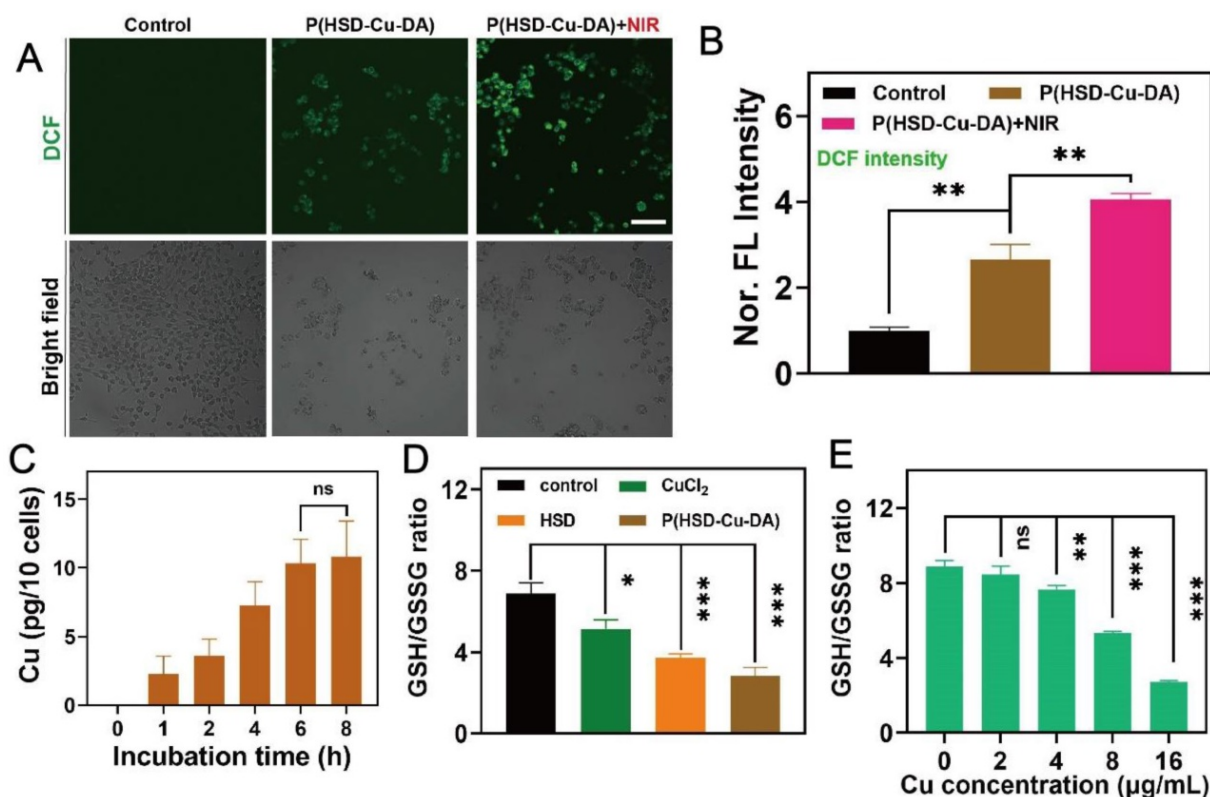 A
Control
P(HSD-Cu-DA)
P(HSD-Cu-DA)+NIR
DCF
Bright field
B
Nor. FL Intensity
6
4
2
0
Control
P(HSD-Cu-DA)
P(HSD-Cu-DA)+NIR
DCF intensity
**
**
C
Cu (pg/10 cells)
15
10
5
0
ns
0 1 2 4 6 8
Incubation time (h)
D
GSH/GSSG ratio
12
8
4
0
control
CuCl₂
HSD
P(HSD-Cu-DA)
*
***
***
E
GSH/GSSG ratio
12
8
4
0
ns
**
***
***
0 2 4 8 16
Cu concentration (μg/mL)